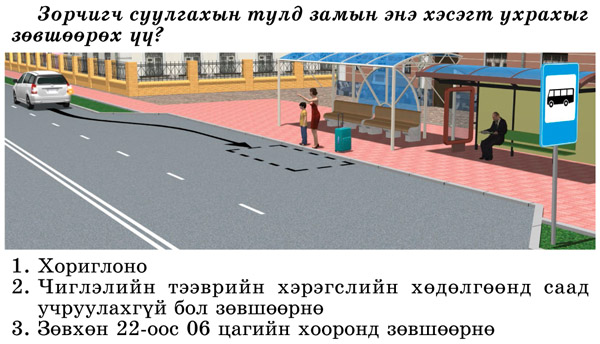 Зорчигч суулгахын тулд замын энэ хэсэгт ухрахыг
зөвшөөрөх үү?
1. Хориглоно
2. Чиглэлийн тээврийн хэрэгслийн хөдөлгөөнд саад
учруулахгүй бол зөвшөөрнө
3. Зөвхөн 22-оос 06 цагийн хооронд зөвшөөрнө